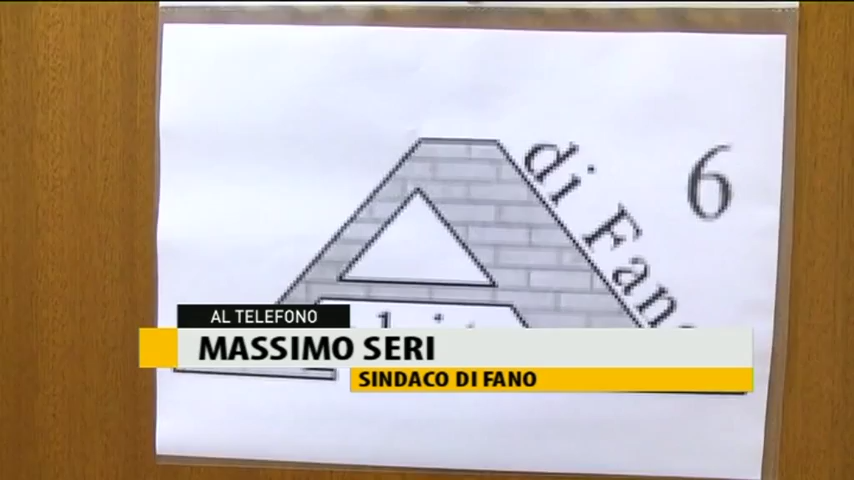 di Fano
6
AL TELEFONO
MASSIMO SERI
SINDACO DI FANO